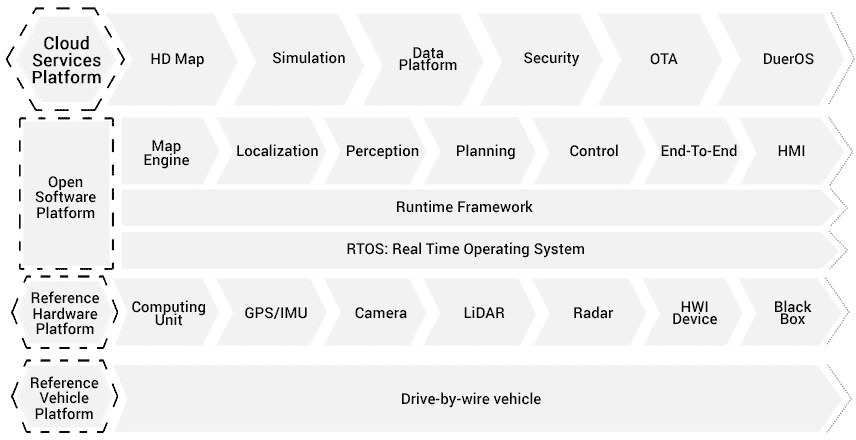 Cloud
Services
Platform
HD Map
Simulation
Data
Platform
Security
OTA
DuerOS
Open
Software
Platform
Map
Engine
Localization
Perception
Planning
Control
End-To-End
HMI
Runtime Framework
RTOS: Real Time Operating System
Reference
Hardware
Platform
Computing
Unit
GPS/IMU
Camera
LiDAR
Radar
HWI
Device
Black
Box
Reference
Vehicle
Platform
Drive-by-wire vehicle